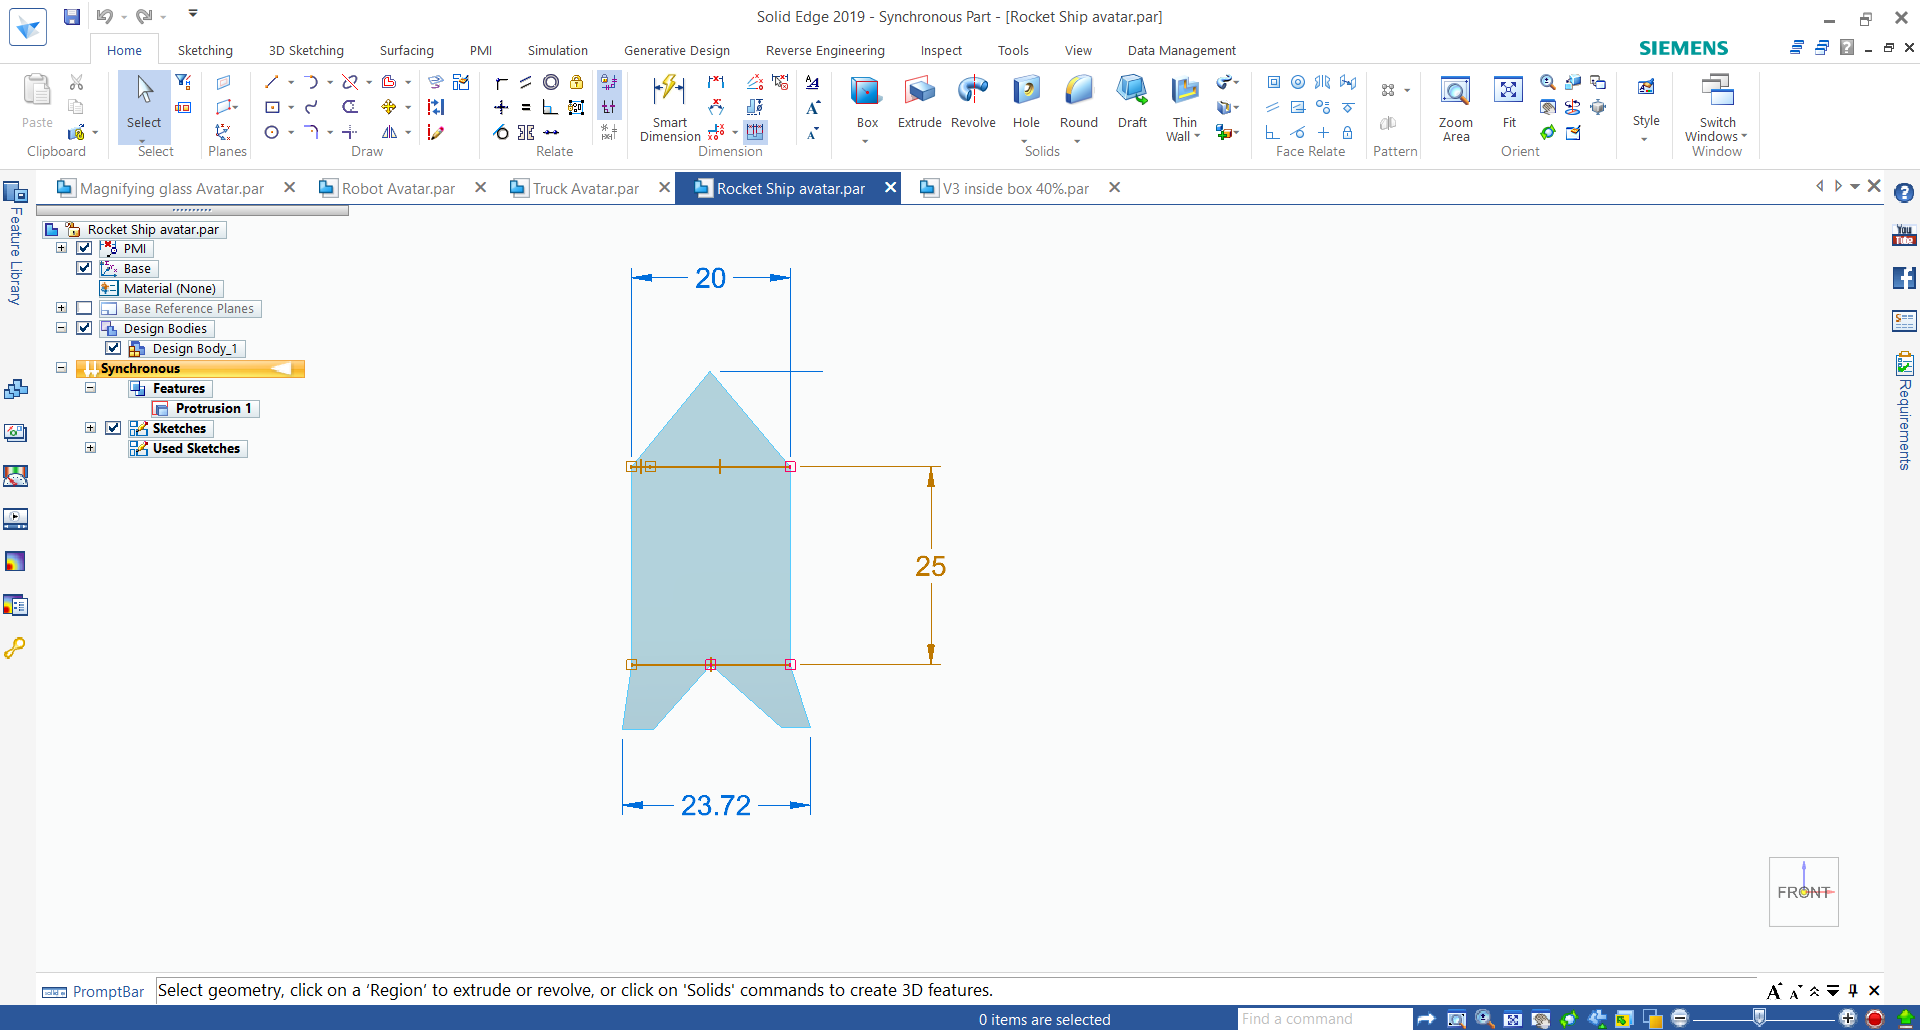 Solid Edge 2019 - Synchronous Part - [Rocket Ship avatar.par]
Home Sketching 3D Sketching Surfacing PMI Simulation Generative Design Reverse Engineering Inspect Tools View Data Management
SIEMENS
Paste
Clipboard
Select
Select
Planes
Draw
Relate
Smart Dimension
Dimension
Box Extrude Revolve Hole Round Draft Thin Wall
Solids
Face Relate
Pattern
Zoom Area
Fit
Orient
Style
Switch Windows
Window
Magnifying glass Avatar.par
Robot Avatar.par
Truck Avatar.par
Rocket Ship avatar.par
V3 inside box 40%.par
Feature Library
Rocket Ship avatar.par
PMI
Base
Material (None)
Base Reference Planes
Design Bodies
Design Body_1
Synchronous
Features
Protrusion 1
Sketches
Used Sketches
20
25
23.72
FRONT
You
Tube
Requirements
PromptBar
Select geometry, click on a ‘Region’ to extrude or revolve, or click on 'Solids' commands to create 3D features.
0 items are selected
Find a command